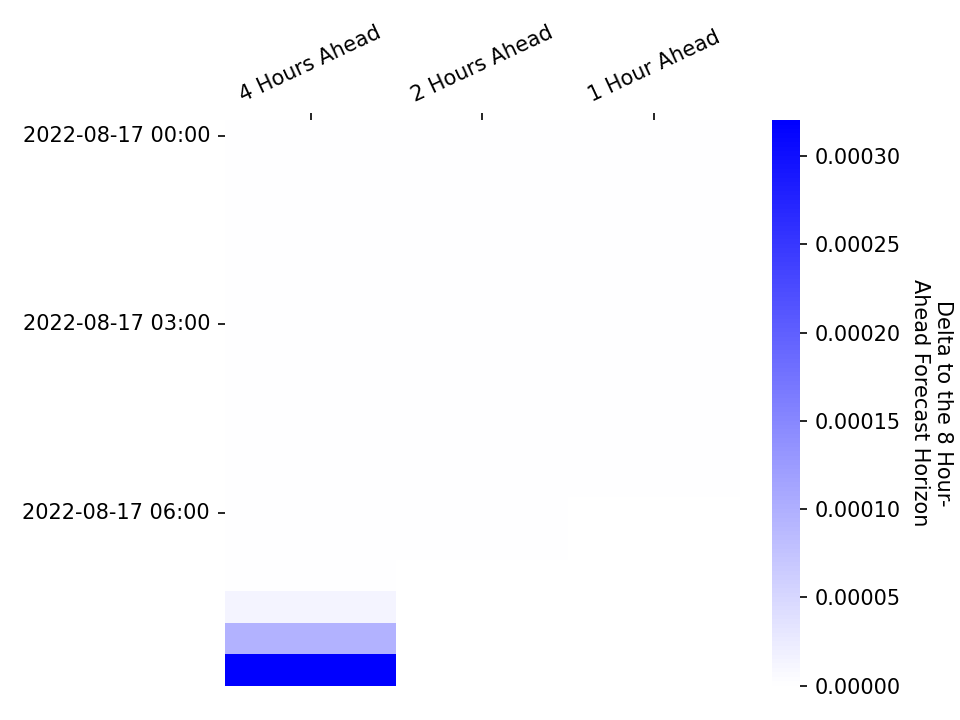 4 Hours Ahead
2 Hours Ahead
1 Hour Ahead
2022-08-17 00:00
2022-08-17 03:00
2022-08-17 06:00
0.00030
0.00025
0.00020
0.00015
0.00010
0.00005
0.00000
Delta to the 8 Hour-
Ahead Forecast Horizon